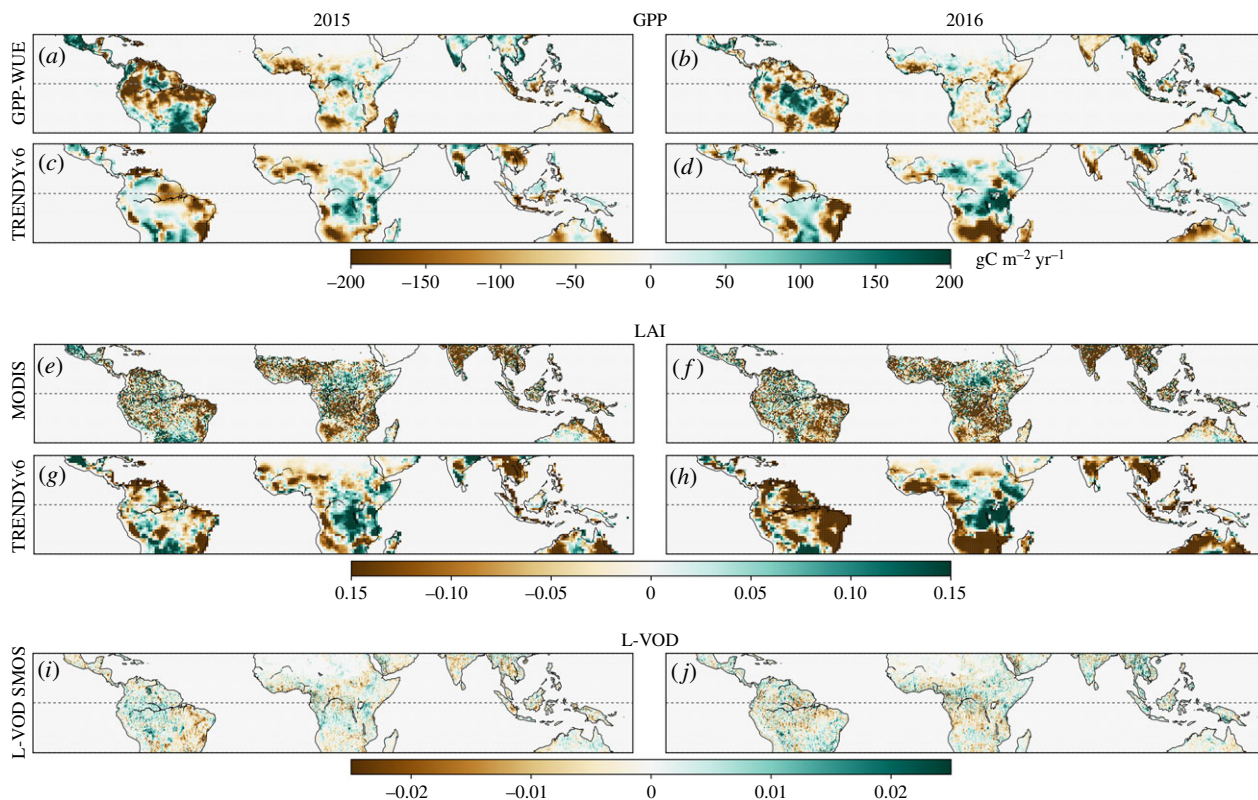 2015 GPP 2016
GPP-WUE
(a) (b)
TRENDYv6
(c) (d)
−200 −150 −100 −50 0 50 100 150 200 gC m⁻² yr⁻¹
LAI
MODIS
(e) (f)
TRENDYv6
(g) (h)
0.15 −0.10 −0.05 0 0.05 0.10 0.15
L-VOD
L-VOD SMOS
(i) (j)
−0.02 −0.01 0 0.01 0.02